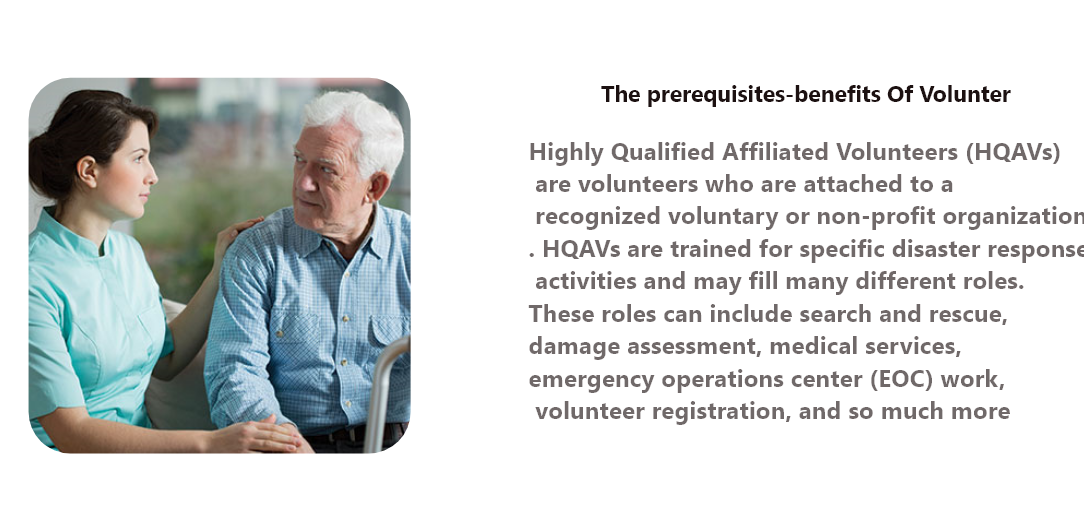 The prerequisites-benefits Of Volunter
Highly Qualified Affiliated Volunteers (HQAVs)
are volunteers who are attached to a
recognized voluntary or non-profit organization
. HQAVs are trained for specific disaster response
activities and may fill many different roles.
These roles can include search and rescue,
damage assessment, medical services,
emergency operations center (EOC) work,
volunteer registration, and so much more